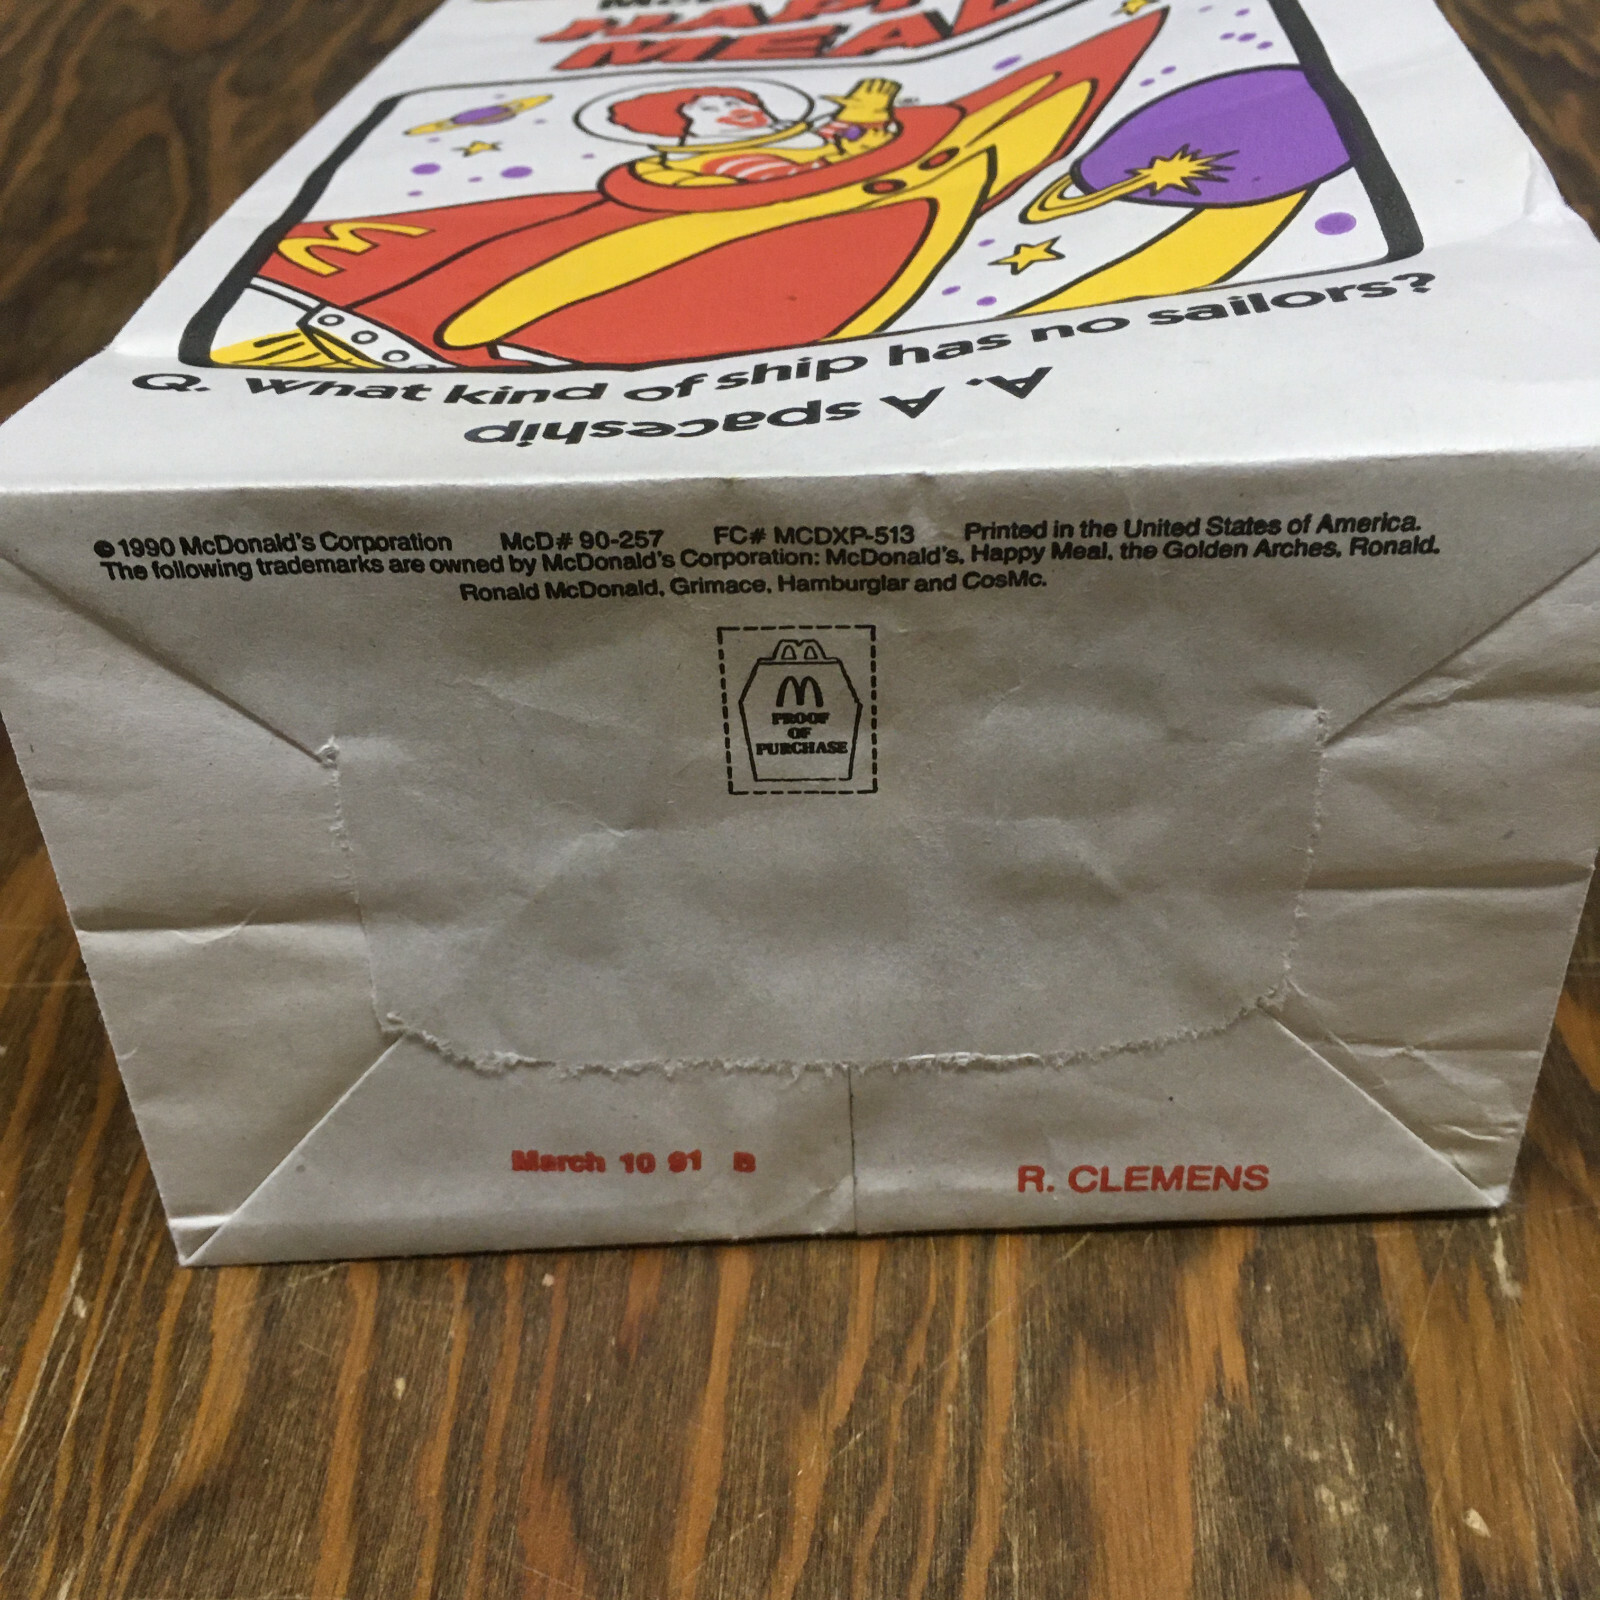 HAPPY
MEAL
Q. What kind of ship has no sailors?
A. A spaceship
©1990 McDonald's Corporation McD# 90-257 FC# MCDXP-513 Printed in the United States of America.
The following trademarks are owned by McDonald's Corporation: McDonald's, Happy Meal, the Golden Arches, Ronald,
Ronald McDonald, Grimace, Hamburglar and CosMc.
PROOF
OF
PURCHASE
March 10 91 B
R. CLEMENS